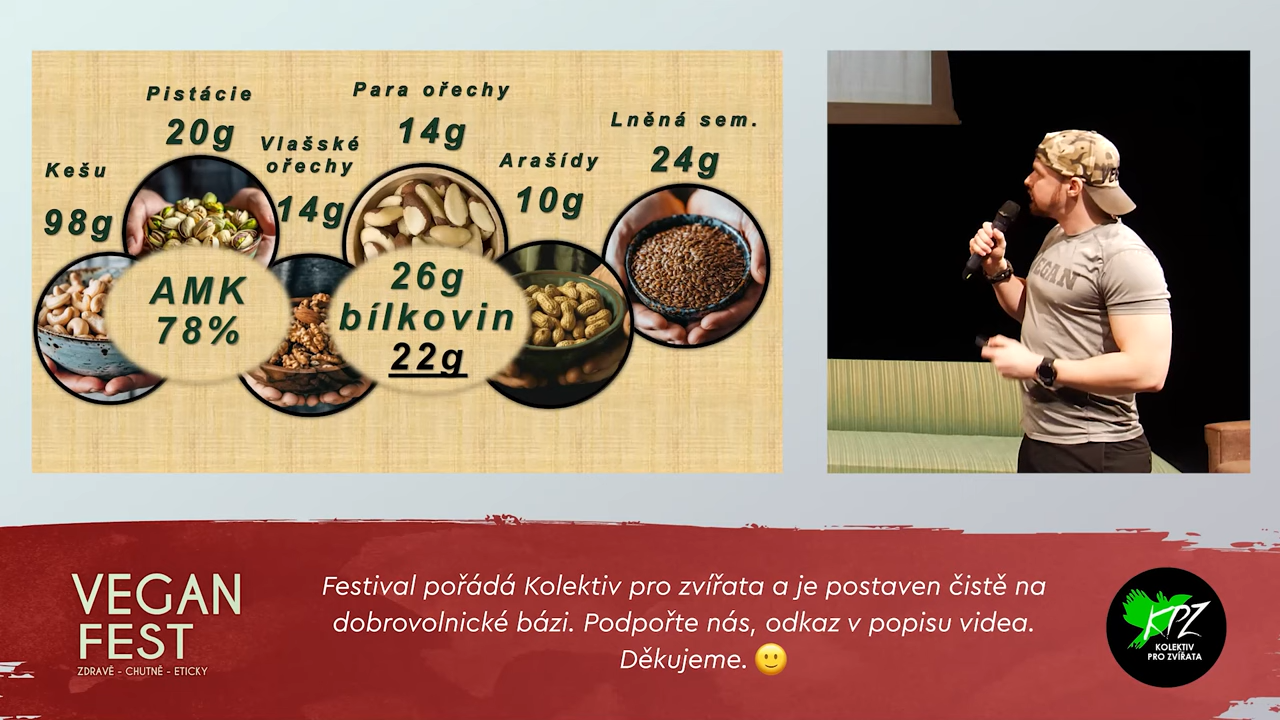 Pistácie
20g
Para ořechy
14g
Lněná sem.
24g
Vlašské
ořechy
14g
Arašídy
10g
Kešu
98g
AMK
78%
26g
bílkovin
22g
VEGAN
VEGAN
FEST
ZDRAVĚ - CHUTNĚ - ETICKY
Festival pořádá Kolektiv pro zvířata a je postaven čistě na
dobrovolnické bázi. Podpořte nás, odkaz v popisu videa.
Děkujeme. 🙂
KPZ
KOLEKTIV
PRO ZVÍŘATA